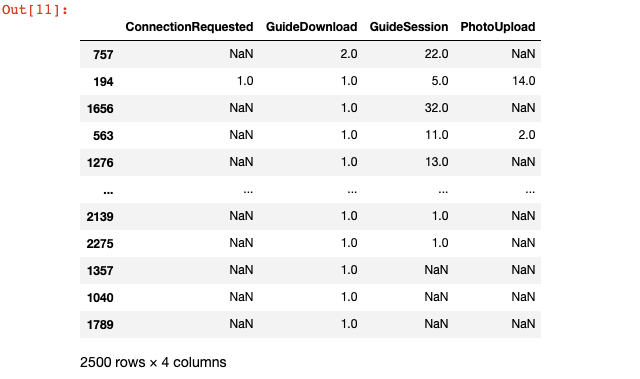 Out[11]:
ConnectionRequested GuideDownload GuideSession PhotoUpload
757 NaN 2.0 22.0 NaN
194 1.0 1.0 5.0 14.0
1656 NaN 1.0 32.0 NaN
563 NaN 1.0 11.0 2.0
1276 NaN 1.0 13.0 NaN
... ... ... ... ...
2139 NaN 1.0 1.0 NaN
2275 NaN 1.0 1.0 NaN
1357 NaN 1.0 NaN NaN
1040 NaN 1.0 NaN NaN
1789 NaN 1.0 NaN NaN
2500 rows × 4 columns